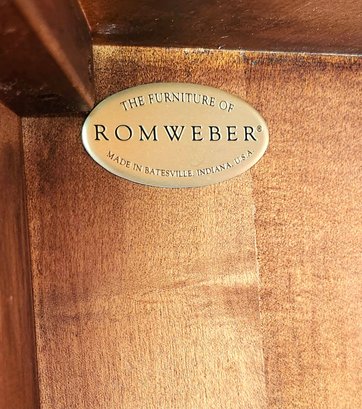 THE FURNITURE OF
ROMWEBER®
MADE IN BATESVILLE, INDIANA, U.S.A.